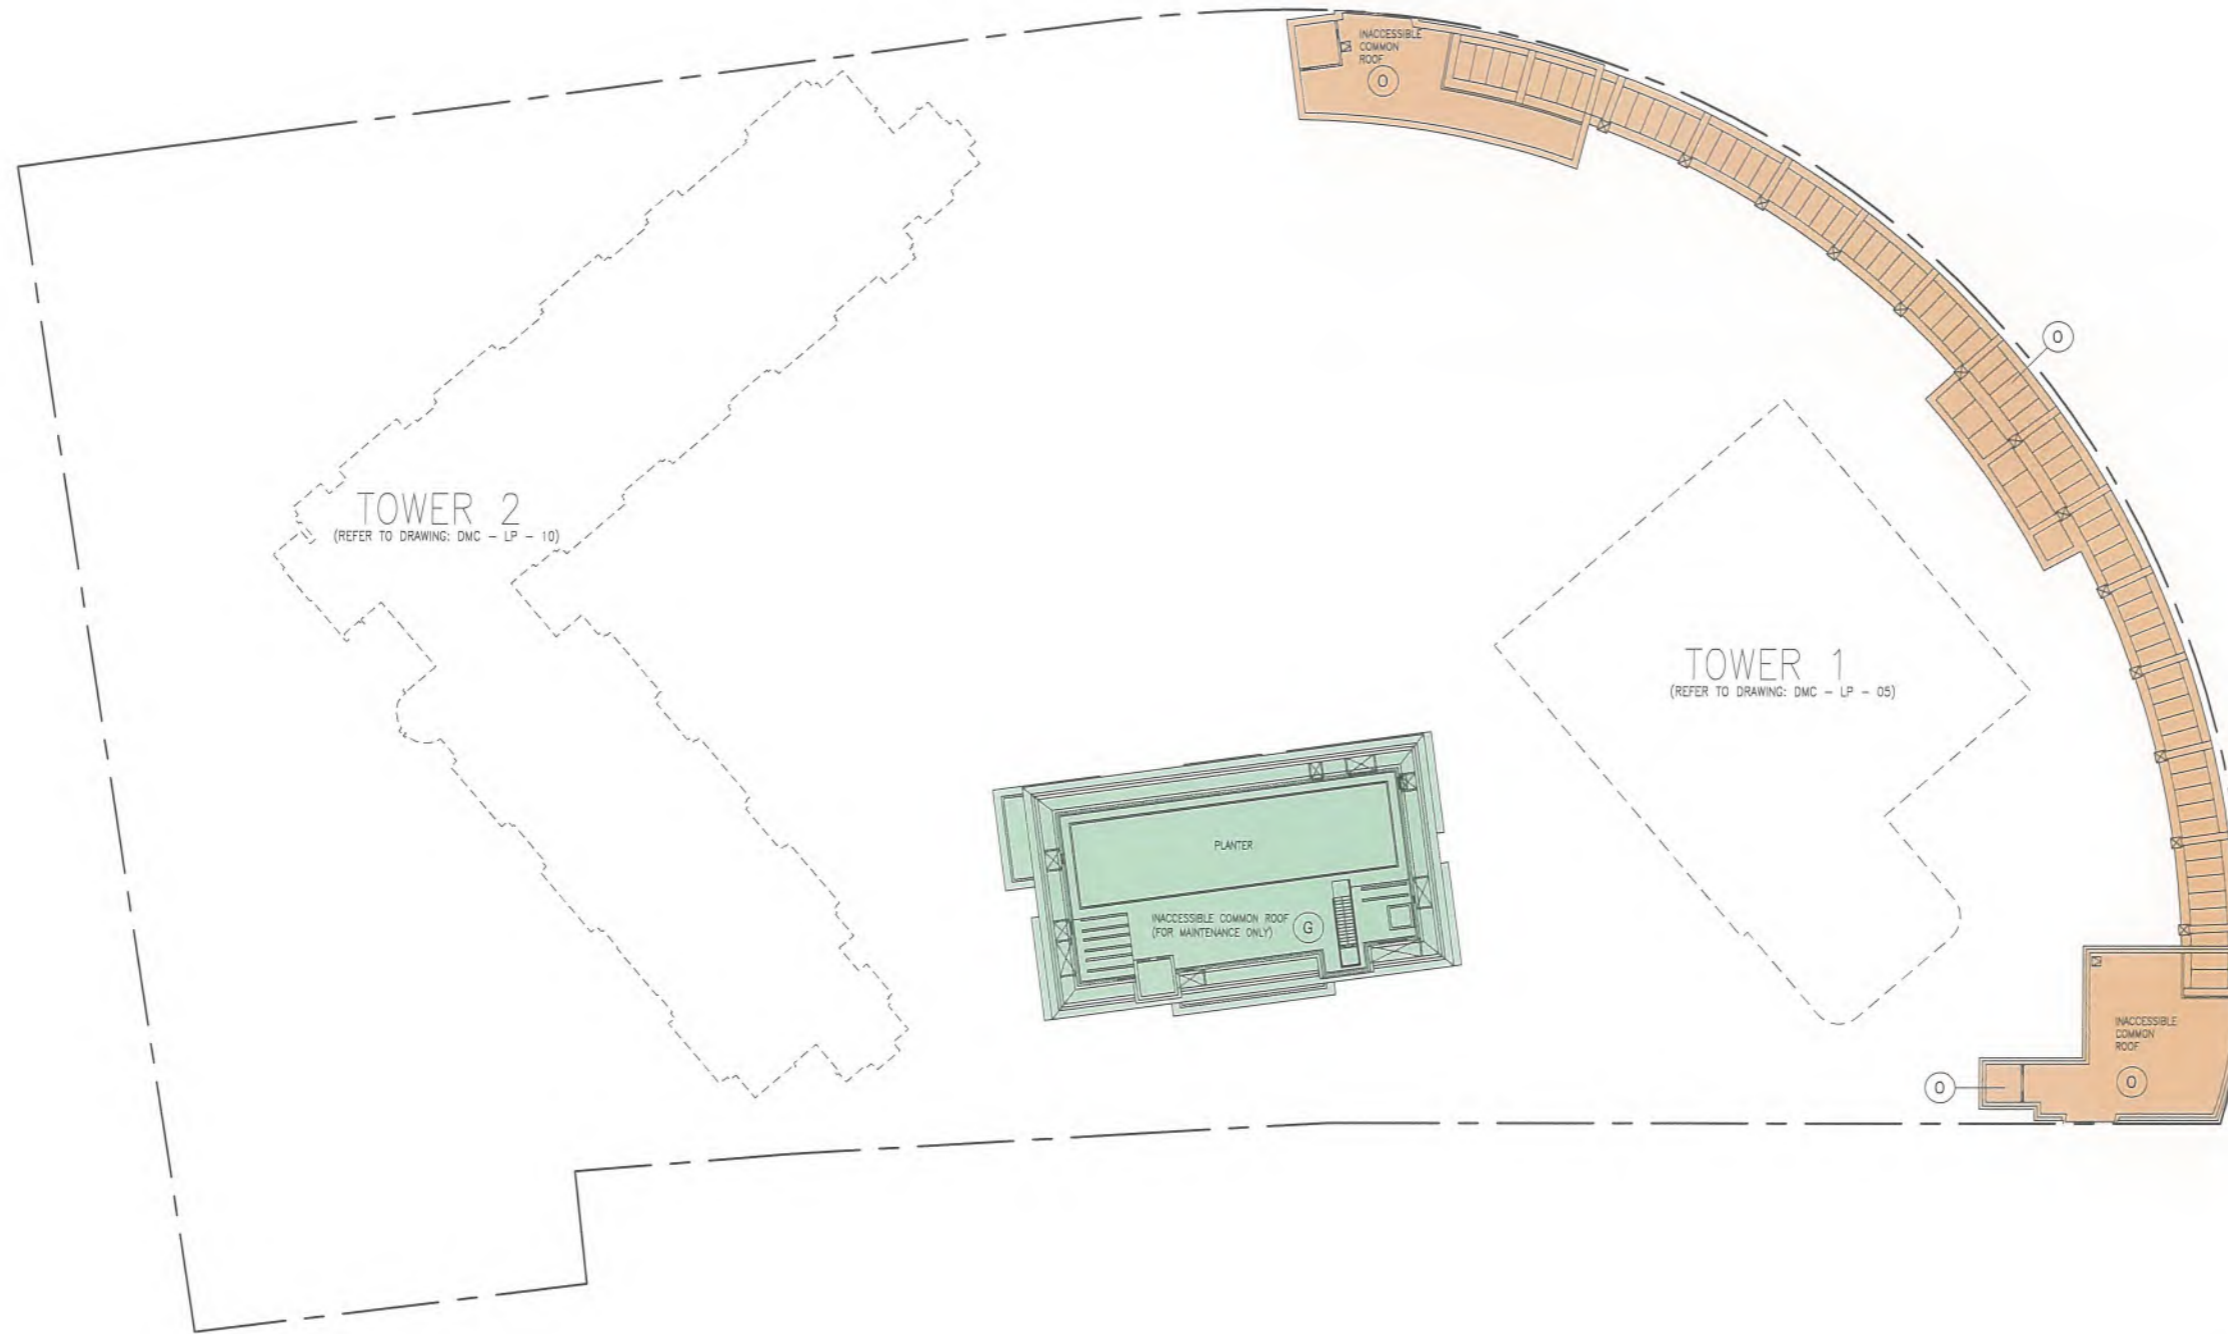 INACCESSIBLE
COMMON
ROOF
O
O
TOWER 2
(REFER TO DRAWING: DMC - LP - 10)
TOWER 1
(REFER TO DRAWING: DMC - LP - 05)
PLANTER
INACCESSIBLE COMMON ROOF
(FOR MAINTENANCE ONLY)
G
INACCESSIBLE
COMMON
ROOF
O
O